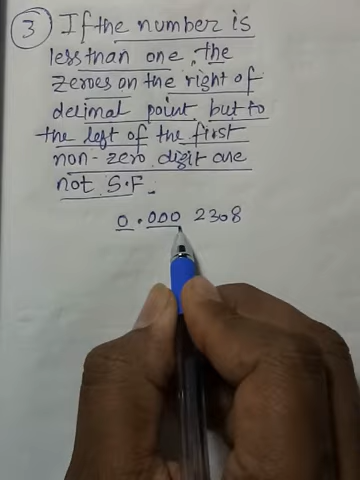 3 If the number is
less than one, the
zeroes on the right of
decimal point but to
the left of the first
non-zero digit are
not S.F.
0.000 2308